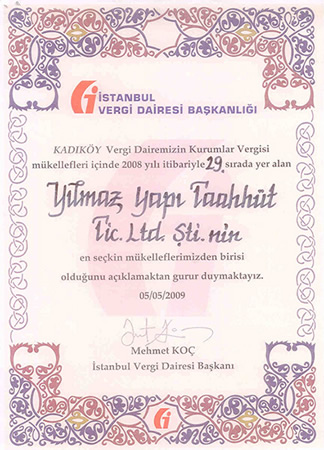 İSTANBUL
VERGİ DAİRESİ BAŞKANLIĞI
KADIKÖY Vergi Dairemizin Kurumlar Vergisi
mükellefleri içinde 2008 yılı itibariyle 29. sırada yer alan
Yılmaz Yapı Taahhüt
Tic. Ltd. Şti. nin
en seçkin mükelleflerimizden birisi
olduğunu açıklamaktan gurur duymaktayız.
05/05/2009
Mehmet KOÇ
İstanbul Vergi Dairesi Başkanı